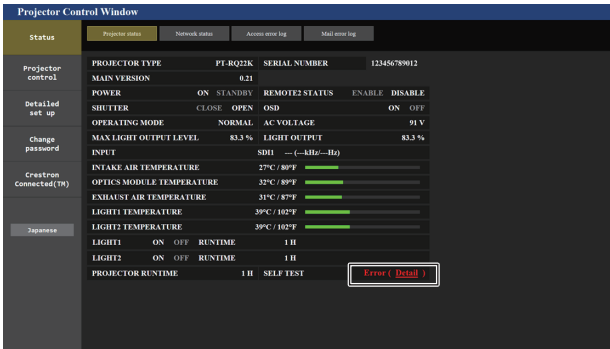 Projector Control Window
Status
Projector status
Network status
Access error log
Mail error log
Projector
control
Detailed
set up
Change
password
Crestron
Connected(TM)
Japanese
PROJECTOR TYPE PT-RQ22K SERIAL NUMBER 123456789012
MAIN VERSION 0.21
POWER ON STANDBY REMOTE2 STATUS ENABLE DISABLE
SHUTTER CLOSE OPEN OSD ON OFF
OPERATING MODE NORMAL AC VOLTAGE 91 V
MAX LIGHT OUTPUT LEVEL 83.3 % LIGHT OUTPUT 83.3 %
INPUT SDI1 --- (---kHz/---Hz)
INTAKE AIR TEMPERATURE 27°C / 80°F
OPTICS MODULE TEMPERATURE 32°C / 89°F
EXHAUST AIR TEMPERATURE 31°C / 87°F
LIGHT1 TEMPERATURE 39°C / 102°F
LIGHT2 TEMPERATURE 39°C / 102°F
LIGHT1 ON OFF RUNTIME 1 H
LIGHT2 ON OFF RUNTIME 1 H
PROJECTOR RUNTIME 1 H SELF TEST Error ( Detail )